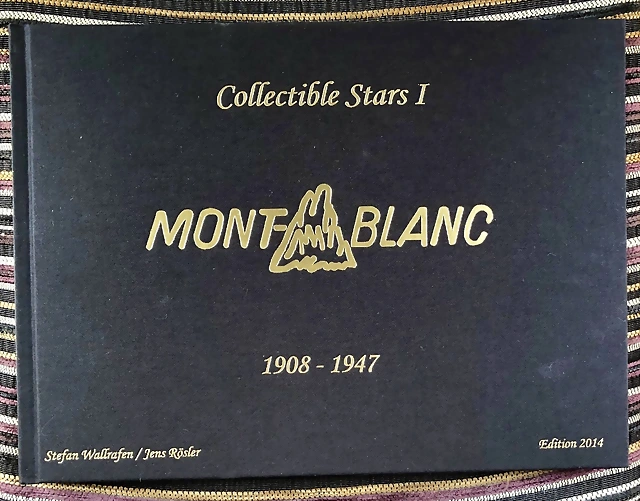 Collectible Stars I
MONT-BLANC
1908 - 1947
Stefan Wallrafen / Jens Rösler
Edition 2014